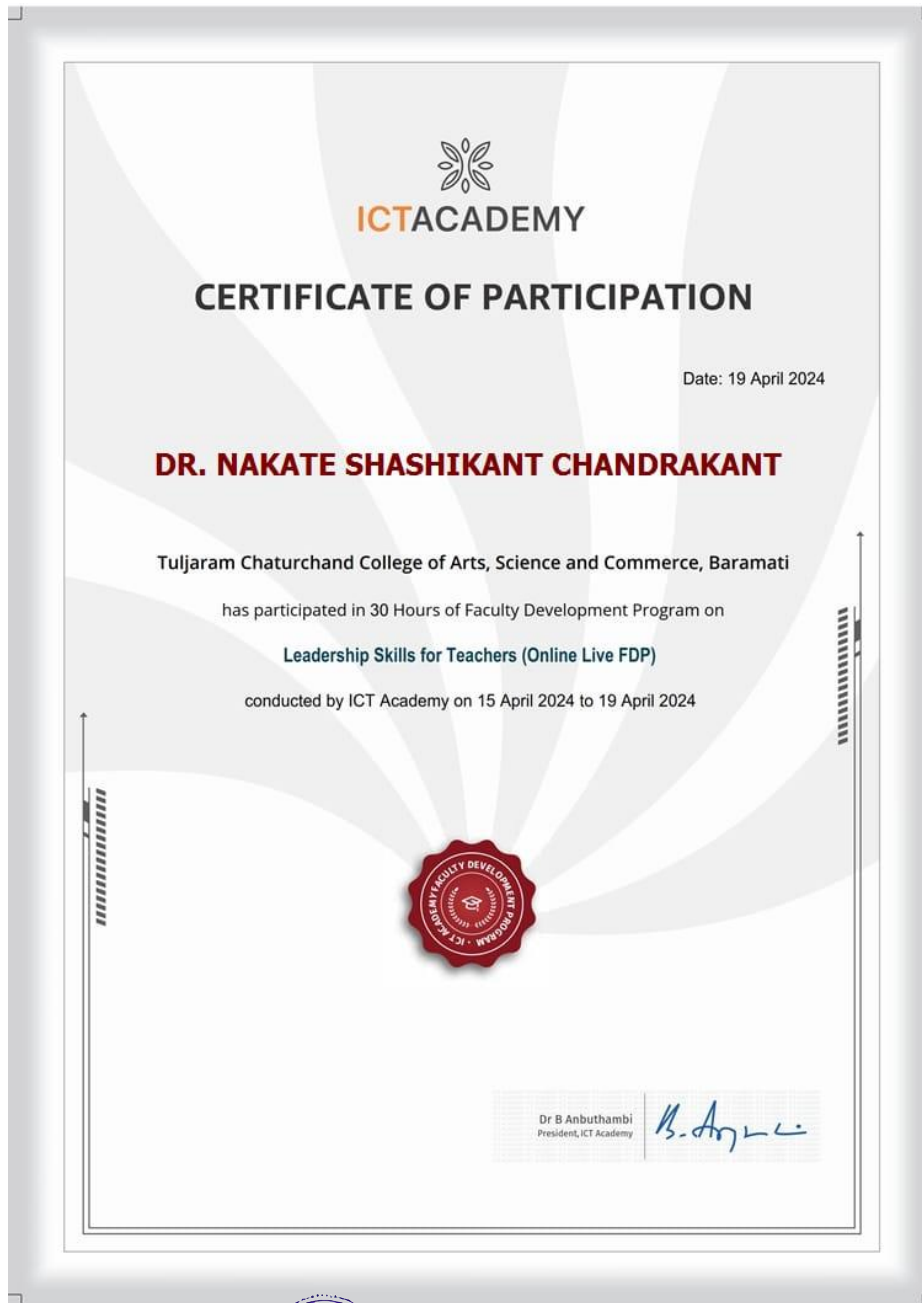 ICTACADEMY
CERTIFICATE OF PARTICIPATION
Date: 19 April 2024
DR. NAKATE SHASHIKANT CHANDRAKANT
Tuljaram Chaturchand College of Arts, Science and Commerce, Baramati
has participated in 30 Hours of Faculty Development Program on
Leadership Skills for Teachers (Online Live FDP)
conducted by ICT Academy on 15 April 2024 to 19 April 2024
ICT ACADEMY FACULTY DEVELOPMENT PROGRAM
Dr B Anbuthambi
President, ICT Academy